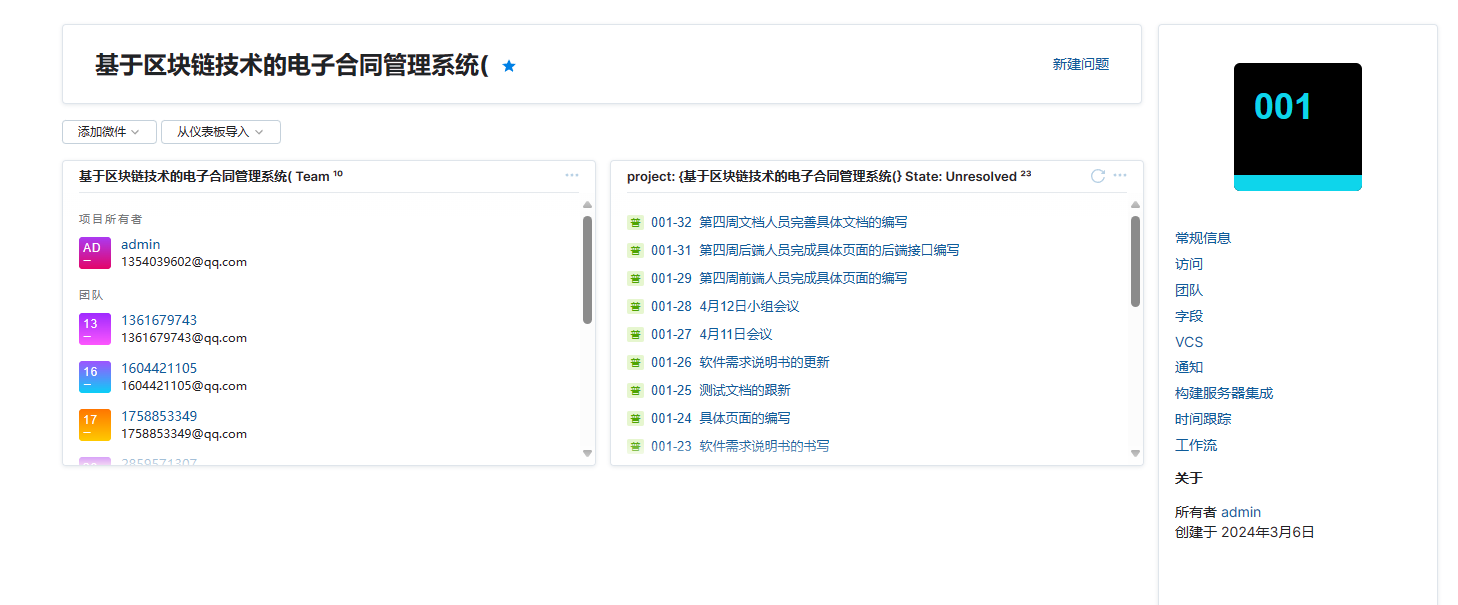 基于区块链技术的电子合同管理系统(
新建问题
添加微件
从仪表板导入
基于区块链技术的电子合同管理系统( Team 10
项目所有者
AD
admin
1354039602@qq.com
团队
13
1361679743
1361679743@qq.com
16
1604421105
1604421105@qq.com
17
1758853349
1758853349@qq.com
2859571307
project: {基于区块链技术的电子合同管理系统(} State: Unresolved 23
普 001-32 第四周文档人员完善具体文档的编写
普 001-31 第四周后端人员完成具体页面的后端接口编写
普 001-29 第四周前端人员完成具体页面的编写
普 001-28 4月12日小组会议
普 001-27 4月11日会议
普 001-26 软件需求说明书的更新
普 001-25 测试文档的跟新
普 001-24 具体页面的编写
普 001-23 软件需求说明书的书写
001
常规信息
访问
团队
字段
VCS
通知
构建服务器集成
时间跟踪
工作流
关于
所有者 admin
创建于 2024年3月6日